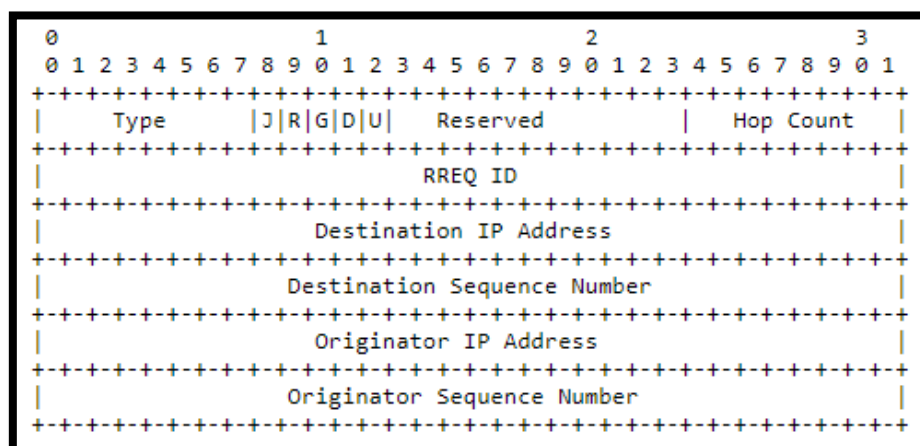 0                   1                   2                   3
 0 1 2 3 4 5 6 7 8 9 0 1 2 3 4 5 6 7 8 9 0 1 2 3 4 5 6 7 8 9 0 1
+-+-+-+-+-+-+-+-+-+-+-+-+-+-+-+-+-+-+-+-+-+-+-+-+-+-+-+-+-+-+-+-+
|     Type      |J|R|G|D|U|   Reserved          |   Hop Count   |
+-+-+-+-+-+-+-+-+-+-+-+-+-+-+-+-+-+-+-+-+-+-+-+-+-+-+-+-+-+-+-+-+
|                            RREQ ID                            |
+-+-+-+-+-+-+-+-+-+-+-+-+-+-+-+-+-+-+-+-+-+-+-+-+-+-+-+-+-+-+-+-+
|                    Destination IP Address                     |
+-+-+-+-+-+-+-+-+-+-+-+-+-+-+-+-+-+-+-+-+-+-+-+-+-+-+-+-+-+-+-+-+
|                  Destination Sequence Number                  |
+-+-+-+-+-+-+-+-+-+-+-+-+-+-+-+-+-+-+-+-+-+-+-+-+-+-+-+-+-+-+-+-+
|                    Originator IP Address                      |
+-+-+-+-+-+-+-+-+-+-+-+-+-+-+-+-+-+-+-+-+-+-+-+-+-+-+-+-+-+-+-+-+
|                  Originator Sequence Number                   |
+-+-+-+-+-+-+-+-+-+-+-+-+-+-+-+-+-+-+-+-+-+-+-+-+-+-+-+-+-+-+-+-+